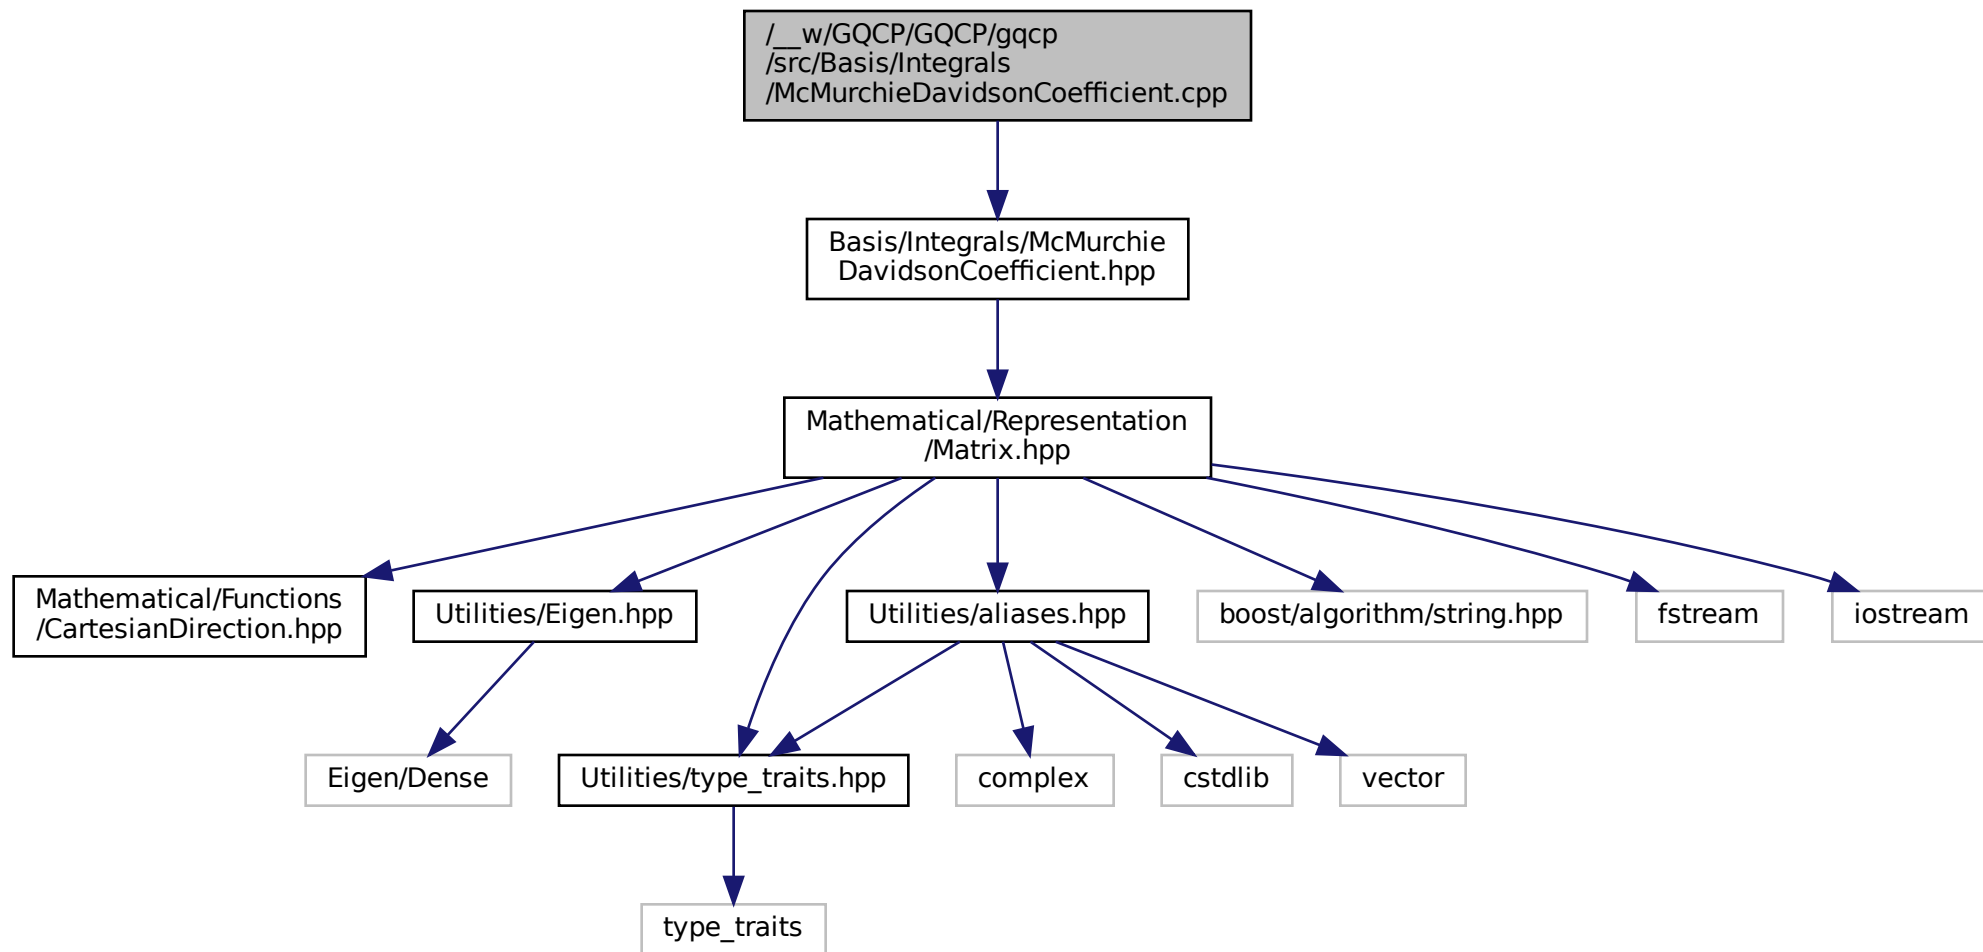 /__w/GQCP/GQCP/gqcp
/src/Basis/Integrals
/McMurchieDavidsonCoefficient.cpp
Basis/Integrals/McMurchie
DavidsonCoefficient.hpp
Mathematical/Representation
/Matrix.hpp
Mathematical/Functions
/CartesianDirection.hpp
Utilities/Eigen.hpp
Utilities/aliases.hpp
boost/algorithm/string.hpp
fstream
iostream
Eigen/Dense
Utilities/type_traits.hpp
complex
cstdlib
vector
type_traits